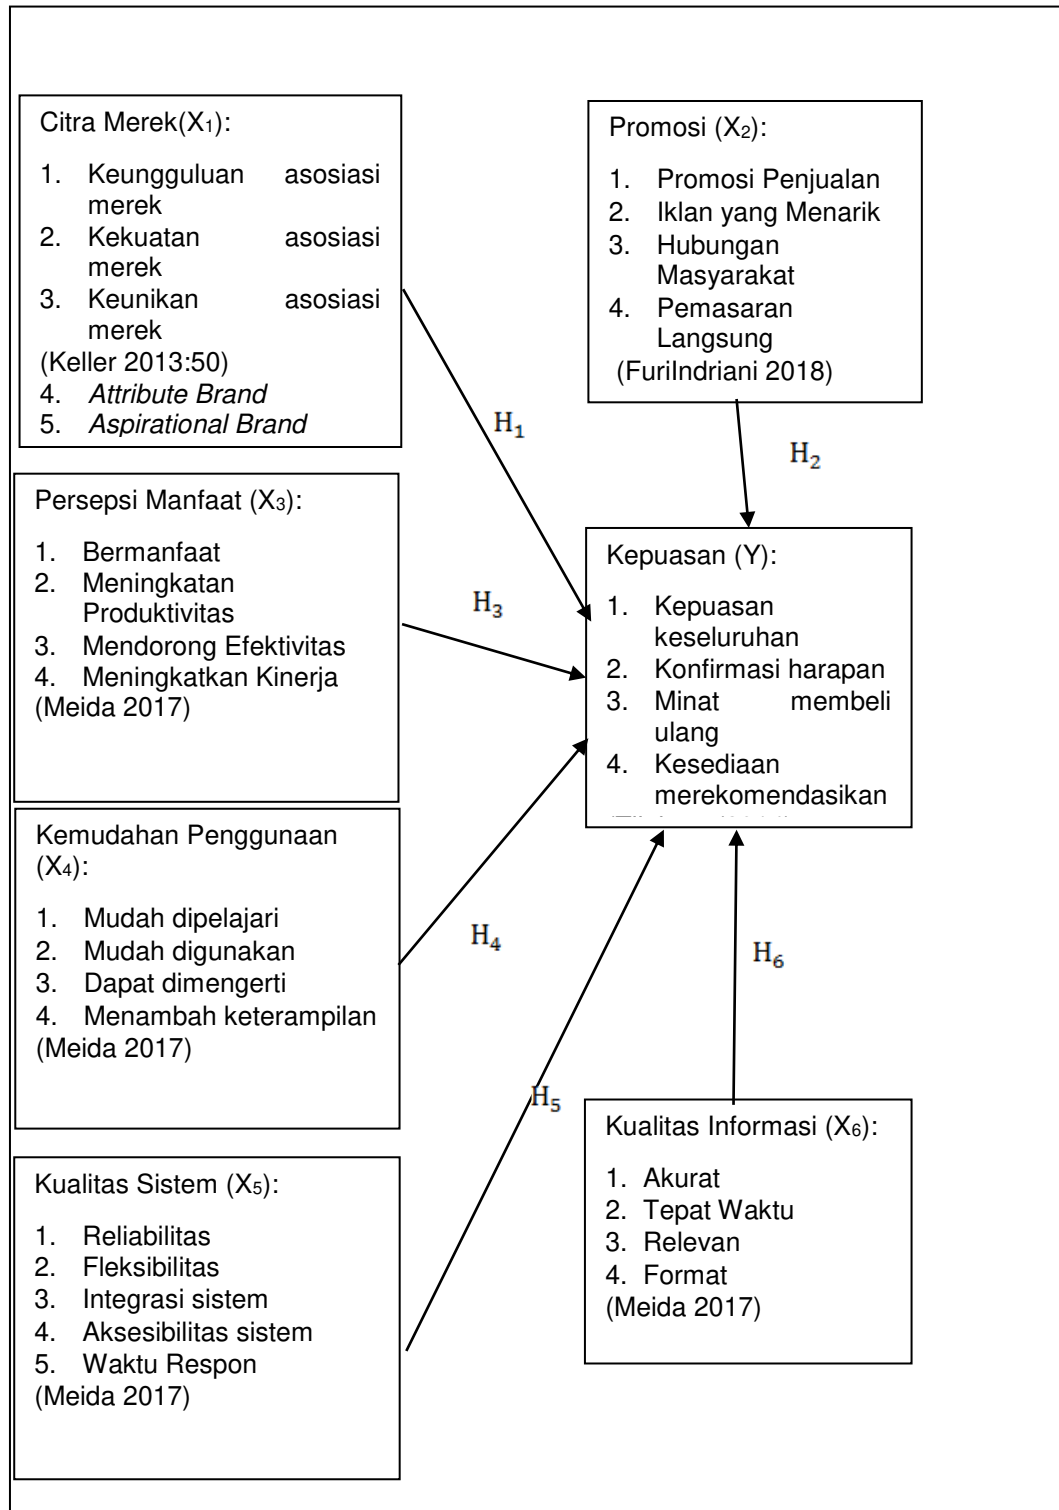 Citra Merek(X₁):
1. Keungguluan asosiasi
merek
2. Kekuatan asosiasi
merek
3. Keunikan asosiasi
merek
(Keller 2013:50)
4. Attribute Brand
5. Aspirational Brand
Promosi (X₂):
1. Promosi Penjualan
2. Iklan yang Menarik
3. Hubungan
Masyarakat
4. Pemasaran
Langsung
(FuriIndriani 2018)
H₁
H₂
Persepsi Manfaat (X₃):
1. Bermanfaat
2. Meningkatan
Produktivitas
3. Mendorong Efektivitas
4. Meningkatkan Kinerja
(Meida 2017)
H₃
Kepuasan (Y):
1. Kepuasan
keseluruhan
2. Konfirmasi harapan
3. Minat membeli
ulang
4. Kesediaan
merekomendasikan
Kemudahan Penggunaan
(X₄):
1. Mudah dipelajari
2. Mudah digunakan
3. Dapat dimengerti
4. Menambah keterampilan
(Meida 2017)
H₄
H₆
H₅
Kualitas Sistem (X₅):
1. Reliabilitas
2. Fleksibilitas
3. Integrasi sistem
4. Aksesibilitas sistem
5. Waktu Respon
(Meida 2017)
Kualitas Informasi (X₆):
1. Akurat
2. Tepat Waktu
3. Relevan
4. Format
(Meida 2017)